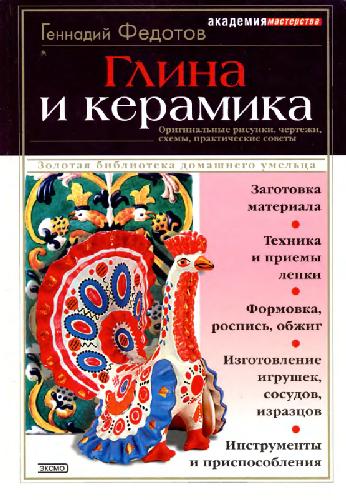 академия мастерства
Геннадий Федотов
Глина
и керамика
Оригинальные рисунки, чертежи,
схемы, практические советы
Золотая библиотека домашнего умельца
Заготовка
материала
Техника
и приемы
лепки
Формовка,
роспись, обжиг
Изготовление
игрушек,
сосудов,
изразцов
Инструменты
и приспособления
ЭКСМО